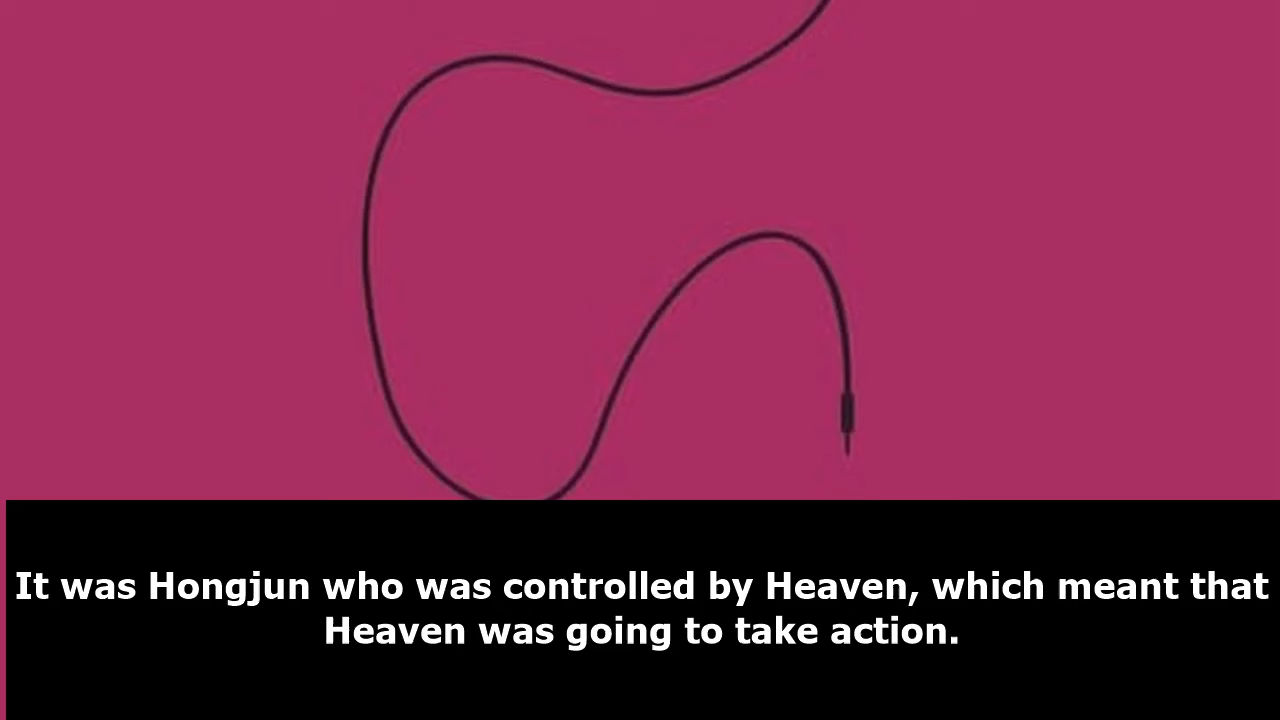 It was Hongjun who was controlled by Heaven, which meant that
Heaven was going to take action.